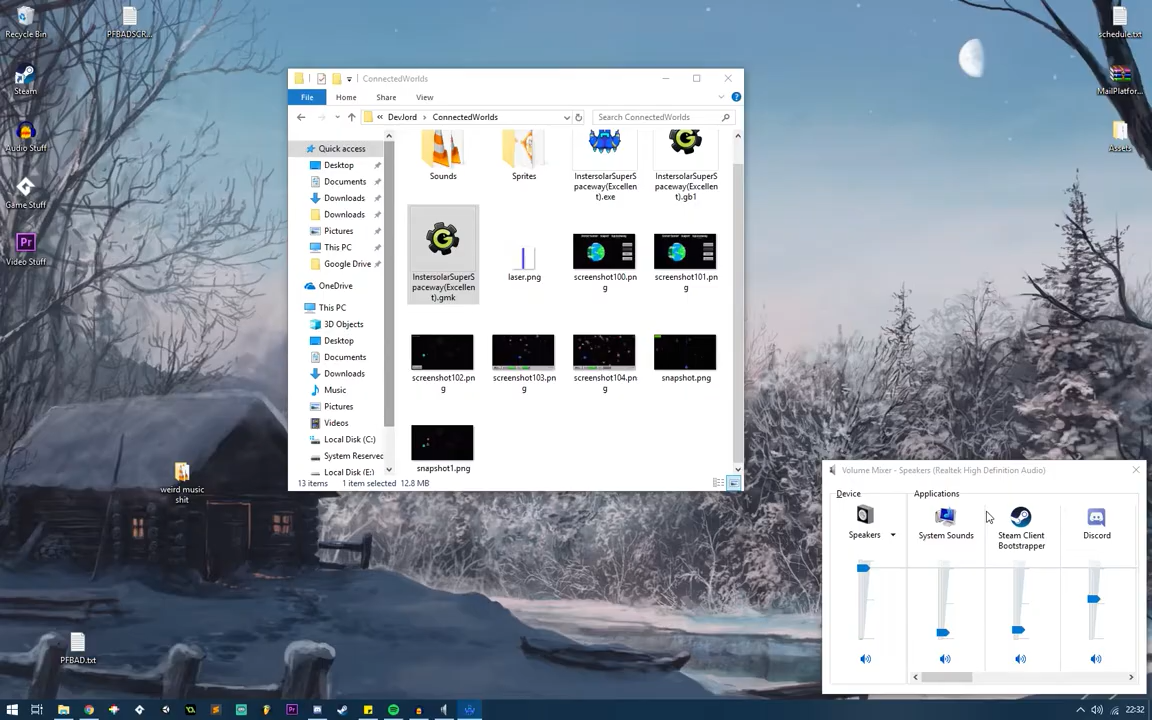 Recycle Bin
PFBADSCR...
Steam
Audio Stuff
Game Stuff
Video Stuff
weird music
shit
PFBAD.txt
schedule.txt
MailPlatfor...
Assets
ConnectedWorlds
File
Home
Share
View
DevJord
ConnectedWorlds
Search ConnectedWorlds
Quick access
Desktop
Documents
Downloads
Downloads
Pictures
This PC
Google Drive
OneDrive
This PC
3D Objects
Desktop
Documents
Downloads
Music
Pictures
Videos
Local Disk (C:)
System Reserved
Local Disk (E:)
Sounds
Sprites
InstersolarSuperS
paceway(Excellen
t).exe
InstersolarSuperS
paceway(Excellen
t).gb1
InstersolarSuperS
paceway(Excellen
t).gmk
laser.png
screenshot100.pn
g
screenshot101.pn
g
screenshot102.pn
g
screenshot103.pn
g
screenshot104.pn
g
snapshot.png
snapshot1.png
13 items
1 item selected 12.8 MB
Volume Mixer - Speakers (Realtek High Definition Audio)
Device
Applications
Speakers
System Sounds
Steam Client
Bootstrapper
Discord
22:32